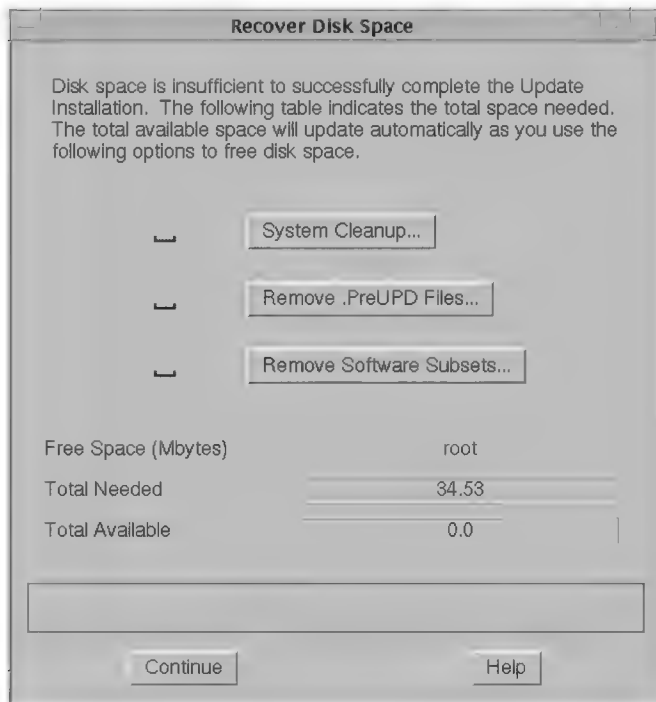 Recover Disk Space
Disk space is insufficient to successfully complete the Update
Installation. The following table indicates the total space needed.
The total available space will update automatically as you use the
following options to free disk space.
System Cleanup...
Remove .PreUPD Files...
Remove Software Subsets...
Free Space (Mbytes) root
Total Needed 34.53
Total Available 0.0
Continue Help